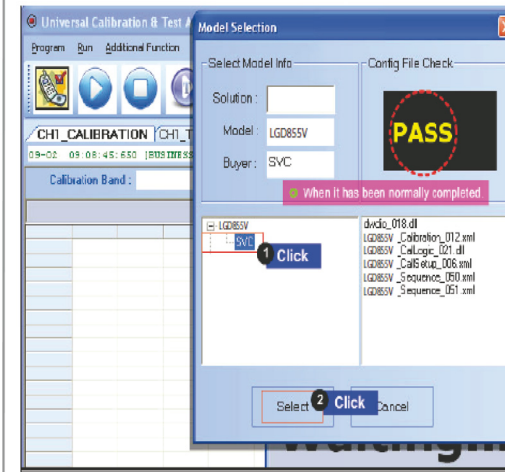 Universal Calibration & Test A
Model Selection
Program Run Additional Function
Select Model Info
Config File Check
Solution :
Model : LGD855V
Buyer : SVC
PASS
CH1_CALIBRATION CH1_T
09-02 09:08:45:650 [BUSINESS
Calibration Band :
When it has been normally completed
LGD855V
SVC
1 Click
dwdio_018.dll
LGD855V _Calibration_012.xml
LGD855V _CalLogic_021.dll
LGD855V _CallSetup_006.xml
LGD855V _Sequence_050.xml
LGD855V _Sequence_051.xml
Select 2 Click Cancel